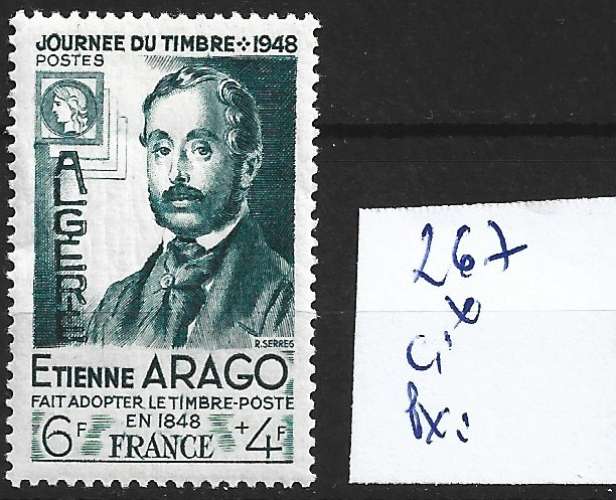 JOURNEE DU TIMBRE 1948
POSTES
ALGERIE
R. SERRES
ETIENNE ARAGO
FAIT ADOPTER LE TIMBRE-POSTE
EN 1848
6F FRANCE +4F
267